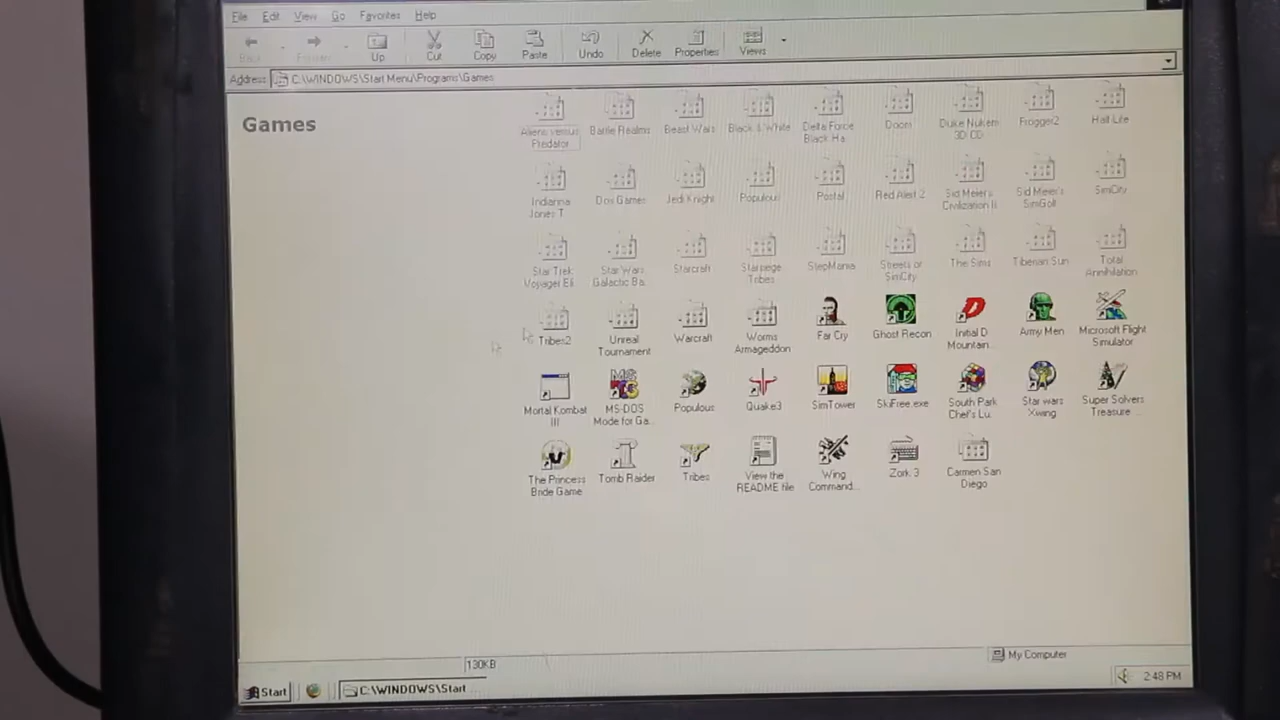 File Edit View Go Favorites Help
Back Forward Up Cut Copy Paste Undo Delete Properties Views
Address C:\WINDOWS\Start Menu\Programs\Games
Games
Aliens versus Predator
Battle Realms
Beast Wars
Black & White
Delta Force Black Ha...
Doom
Duke Nukem 3D CD
Frogger2
Half-Life
Indianna Jones T...
Dos Games
Jedi Knight
Populous
Postal
Red Alert 2
Sid Meier's Civilization II
Sid Meier's SimGolf
SimCity
Star Trek Voyager Eli...
Star Wars Galactic Ba...
Starcraft
Starsiege Tribes
StepMania
Streets of SimCity
The Sims
Tiberian Sun
Total Annihilation
Tribes2
Unreal Tournament
Warcraft
Worms Armageddon
Far Cry
Ghost Recon
Initial D Mountain...
Army Men
Microsoft Flight Simulator
Mortal Kombat III
MS-DOS Mode for Ga...
Populous
Quake3
SimTower
SkiFree.exe
South Park Chef's Lu...
Star wars Xwing
Super Solvers Treasure ...
The Princess Bride Game
Tomb Raider
Tribes
View the README file
Wing Command...
Zork 3
Carmen San Diego
130KB
My Computer
Start C:\WINDOWS\Start 2:48 PM